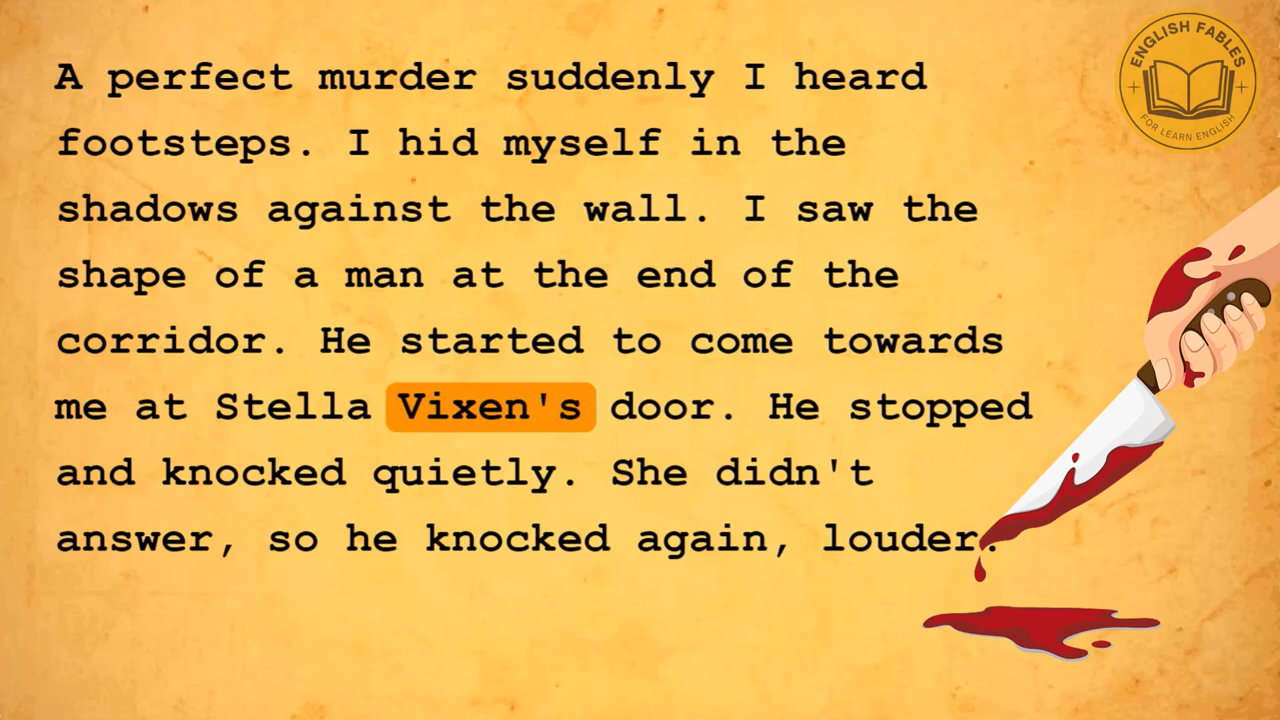 A perfect murder suddenly I heard
footsteps. I hid myself in the
shadows against the wall. I saw the
shape of a man at the end of the
corridor. He started to come towards
me at Stella Vixen's door. He stopped
and knocked quietly. She didn't
answer, so he knocked again, louder.
ENGLISH FABLES
FOR LEARN ENGLISH